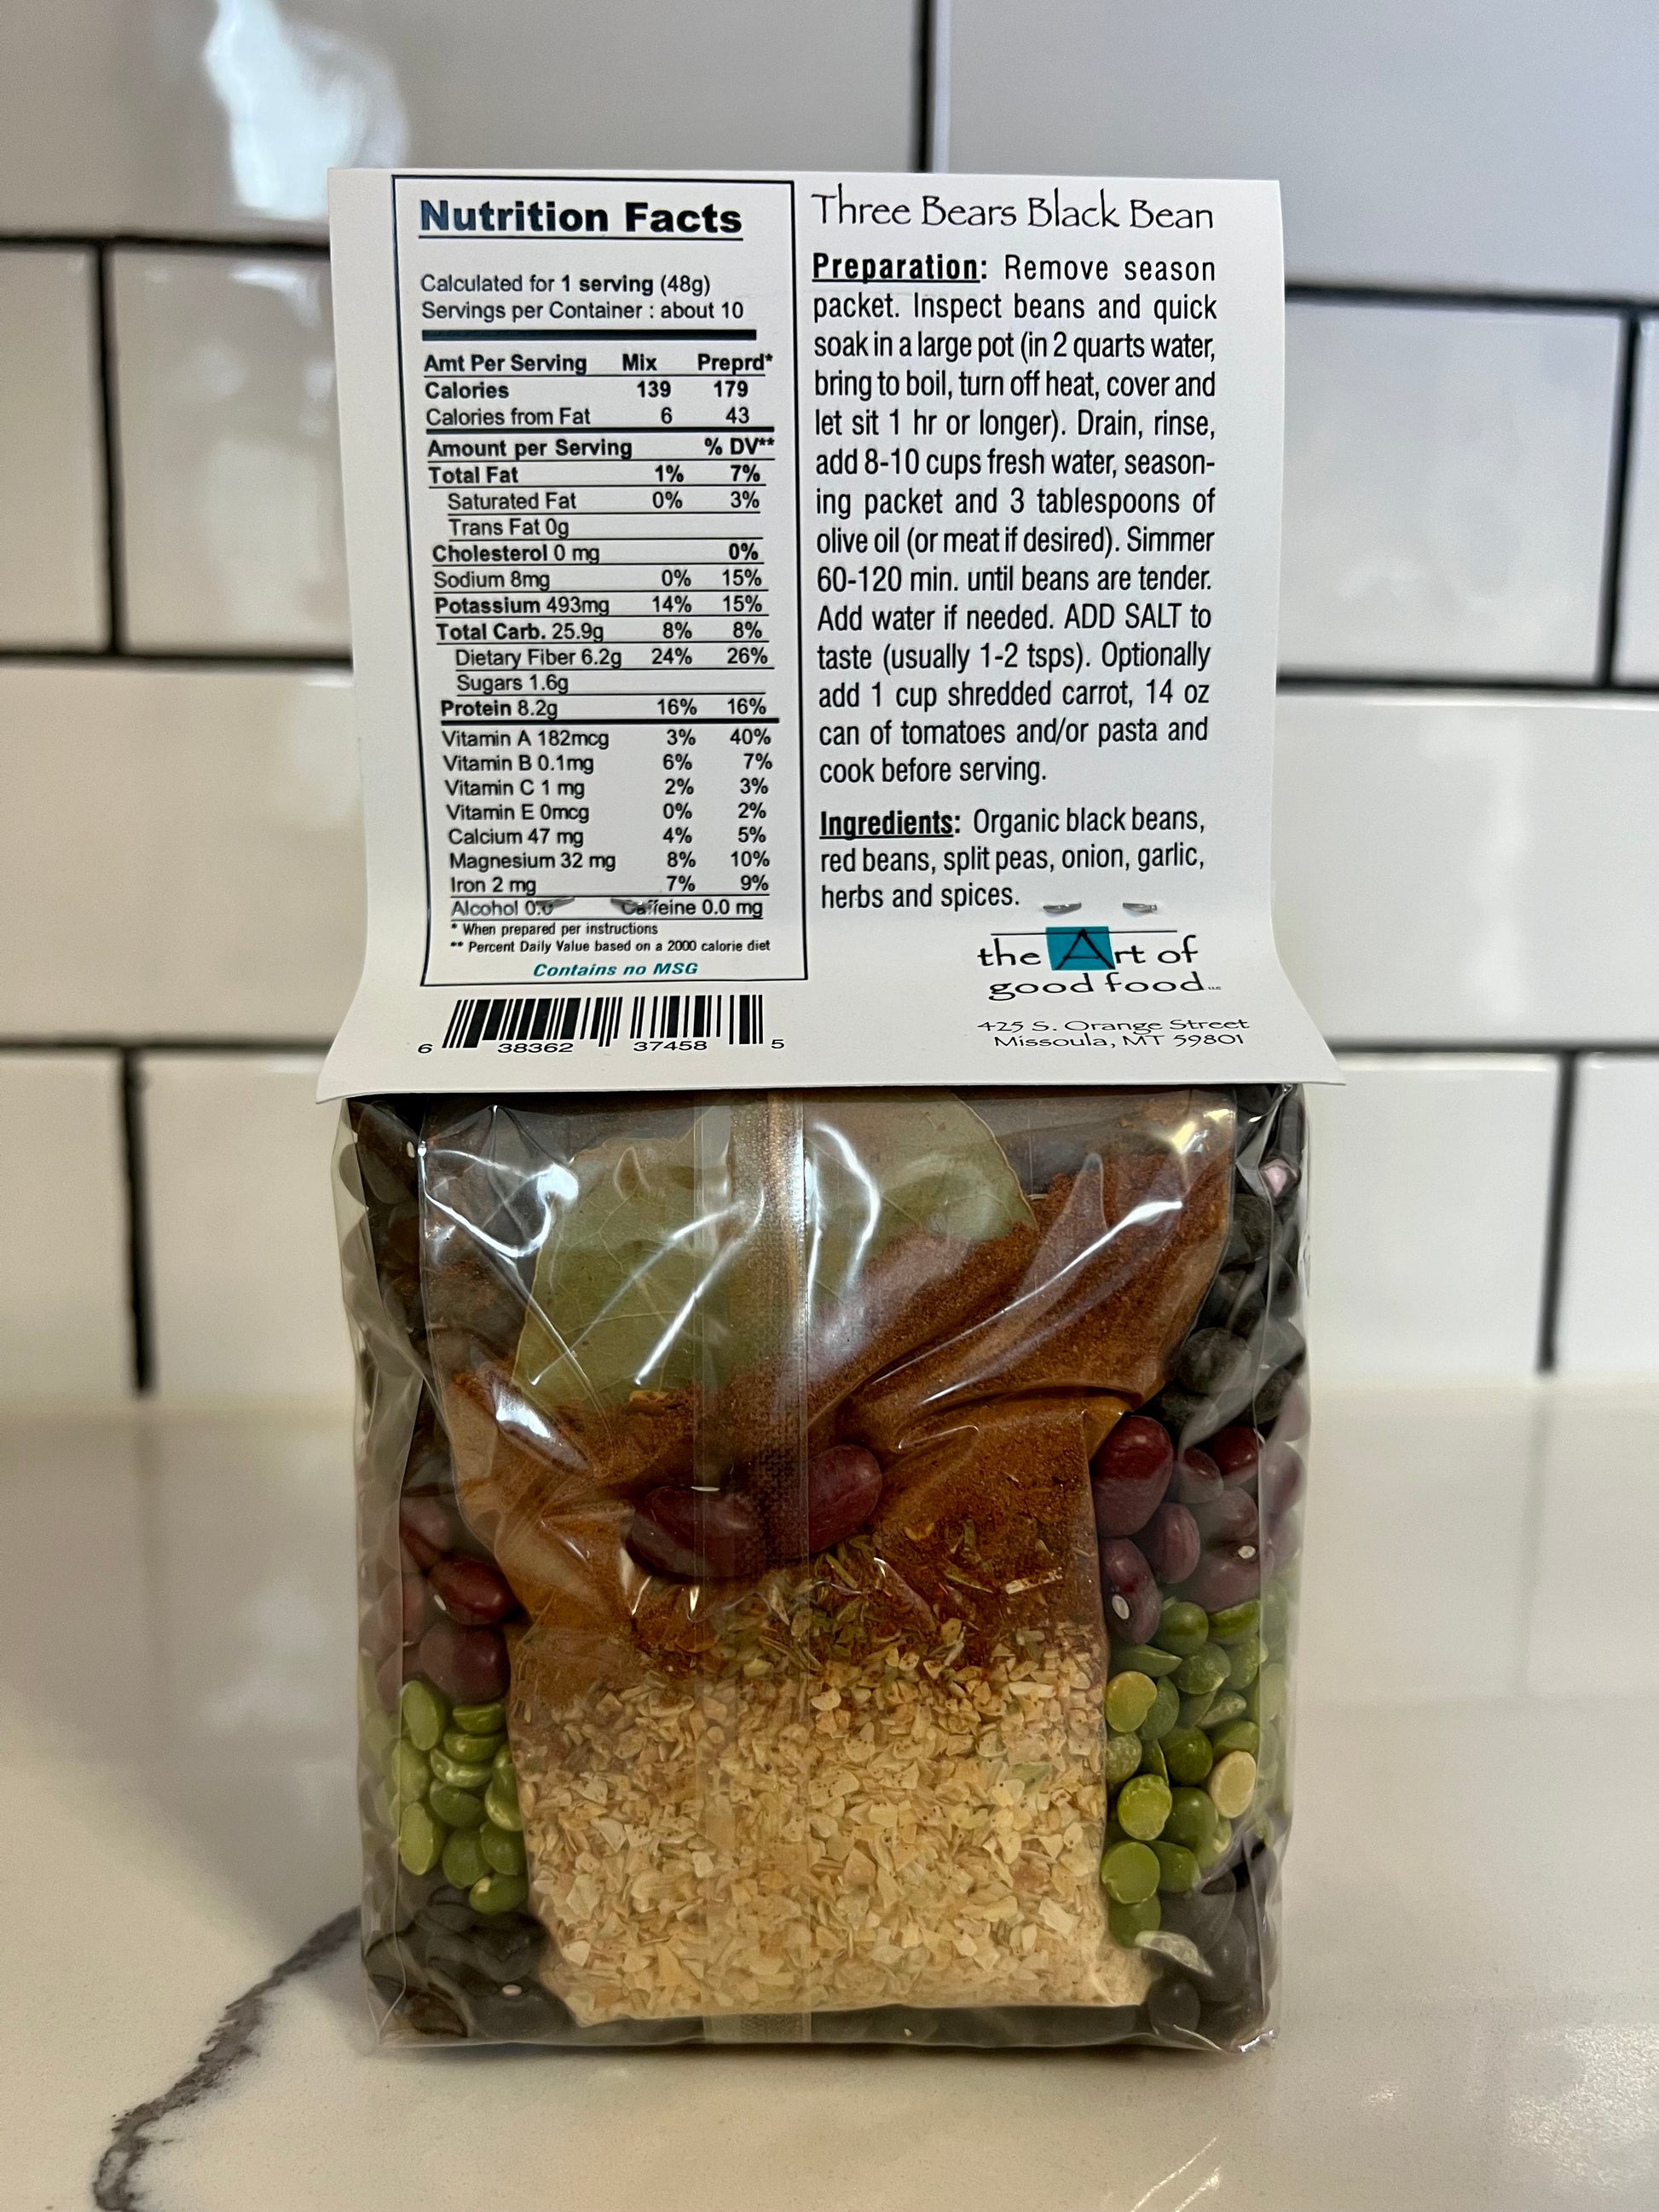 Nutrition Facts
Calculated for 1 serving (48g)
Servings per Container : about 10
Amt Per Serving Mix Preprd*
Calories 139 179
Calories from Fat 6 43
Amount per Serving % DV**
Total Fat 1% 7%
Saturated Fat 0% 3%
Trans Fat 0g
Cholesterol 0 mg 0%
Sodium 8mg 0% 15%
Potassium 493mg 14% 15%
Total Carb. 25.9g 8% 8%
Dietary Fiber 6.2g 24% 26%
Sugars 1.6g
Protein 8.2g 16% 16%
Vitamin A 182mcg 3% 40%
Vitamin B 0.1mg 6% 7%
Vitamin C 1 mg 2% 3%
Vitamin E 0mcg 0% 2%
Calcium 47 mg 4% 5%
Magnesium 32 mg 8% 10%
Iron 2 mg 7% 9%
Alcohol 0.0 Caffeine 0.0 mg
* When prepared per instructions
** Percent Daily Value based on a 2000 calorie diet
Contains no MSG
6 38362 37458 5
Three Bears Black Bean
Preparation: Remove season
packet. Inspect beans and quick
soak in a large pot (in 2 quarts water,
bring to boil, turn off heat, cover and
let sit 1 hr or longer). Drain, rinse,
add 8-10 cups fresh water, season-
ing packet and 3 tablespoons of
olive oil (or meat if desired). Simmer
60-120 min. until beans are tender.
Add water if needed. ADD SALT to
taste (usually 1-2 tsps). Optionally
add 1 cup shredded carrot, 14 oz
can of tomatoes and/or pasta and
cook before serving.
Ingredients: Organic black beans,
red beans, split peas, onion, garlic,
herbs and spices.
the Art of
good food
425 S. Orange Street
Missoula, MT 59801